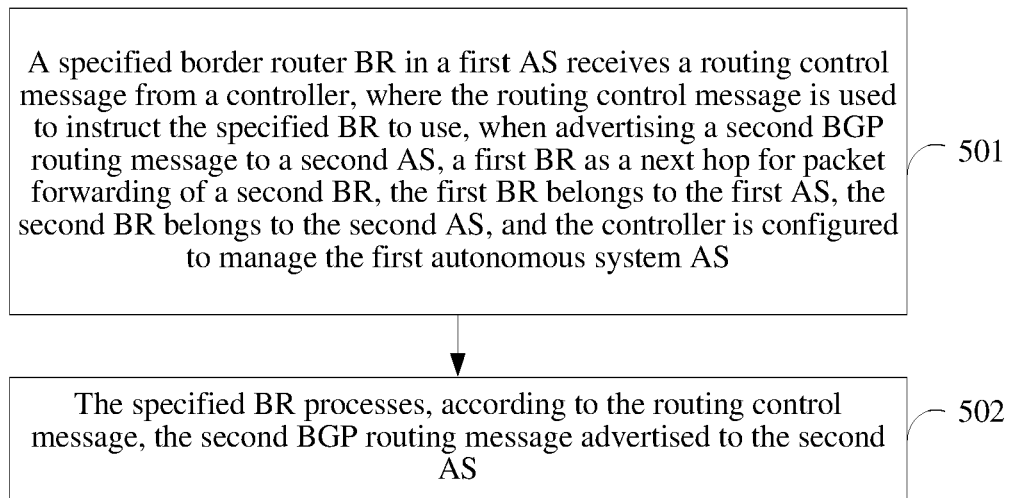 A specified border router BR in a first AS receives a routing control
message from a controller, where the routing control message is used
to instruct the specified BR to use, when advertising a second BGP
routing message to a second AS, a first BR as a next hop for packet
forwarding of a second BR, the first BR belongs to the first AS, the
second BR belongs to the second AS, and the controller is configured
to manage the first autonomous system AS
501
The specified BR processes, according to the routing control
message, the second BGP routing message advertised to the second
AS
502